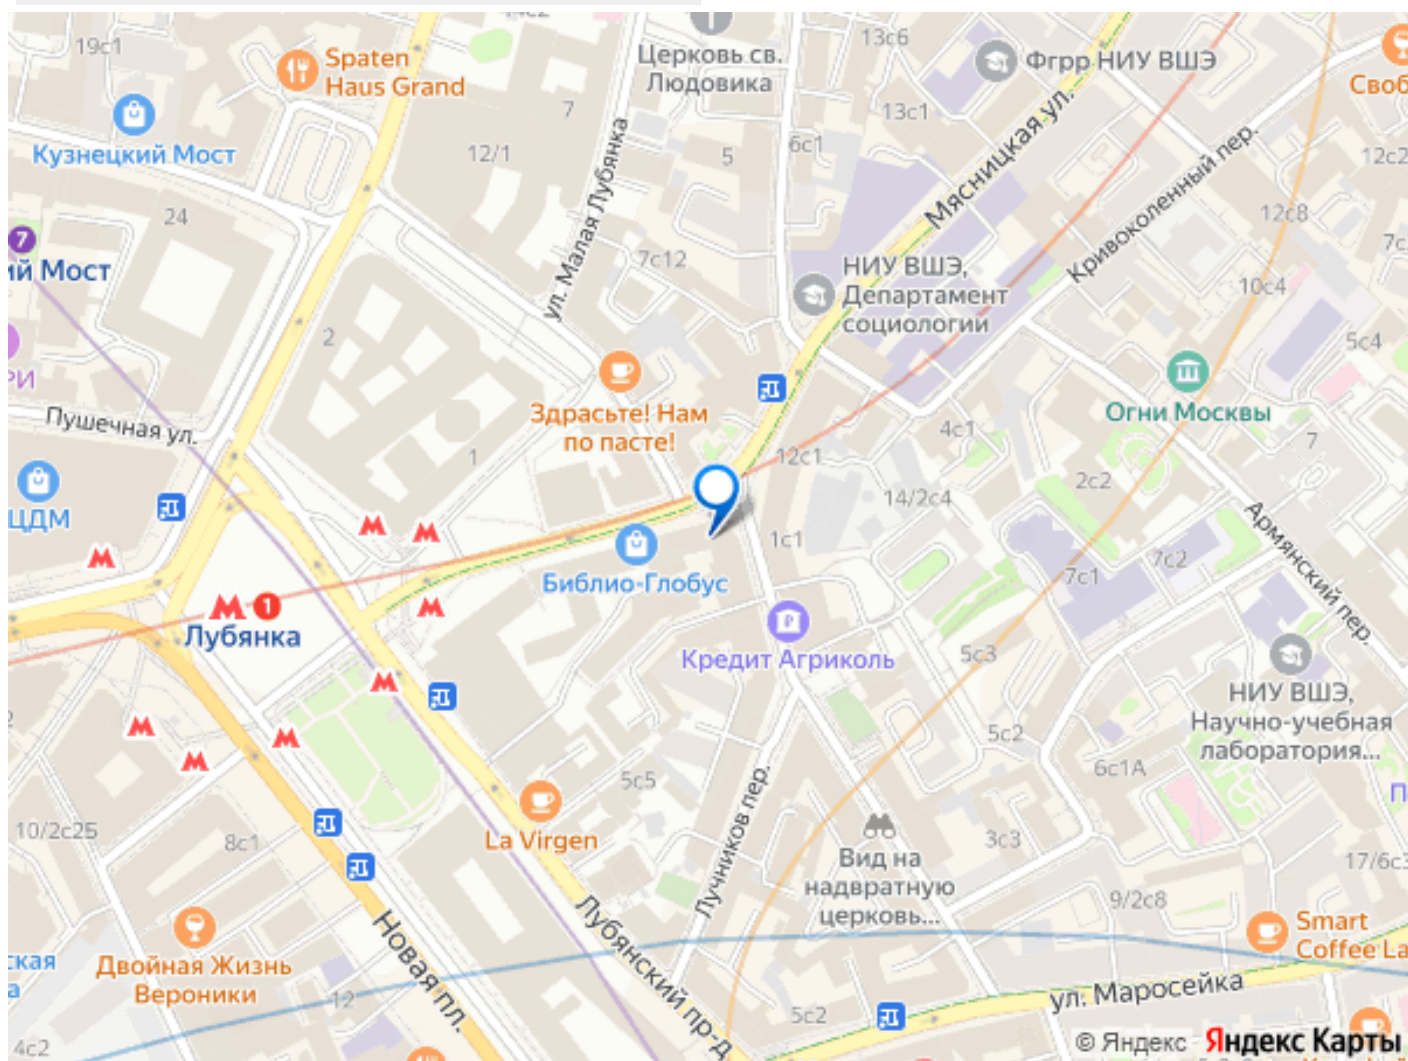 14с2
19с1
Spaten
Haus Grand
Церковь св.
Людовика
13с6
Фгрр НИУ ВШЭ
Своб
Кузнецкий Мост
7
12/1
5
6с1
13с1
Мясницкая ул.
12с2
24
ул. Малая Лубянка
Кривоколенный пер.
12с8
7
ий Мост
7с12
НИУ ВШЭ,
Департамент
социологии
7с
10с4
2
5с4
РИ
Здрасьте! Нам
по пасте!
Огни Москвы
Пушечная ул.
1
12с1
4с1
7
ЦДМ
14/2с4
2с2
Армянский пер.
Библио-Глобус
1с1
7с1
7с2
М 1
Лубянка
Кредит Агриколь
5с3
НИУ ВШЭ,
Научно-учебная
лаборатория...
5с2
6с1А
5с5
Лучников пер.
П
10/2с25
8с1
La Virgen
3с3
Вид на
надвратную
церковь...
17/6с3
9/2с8
Новая пл.
Лубянский пр-д
Smart
Coffee La
ская
а
Двойная Жизнь
Вероники
12
ул. Маросейка
5с2
4с2
© Яндекс Яндекс Карты